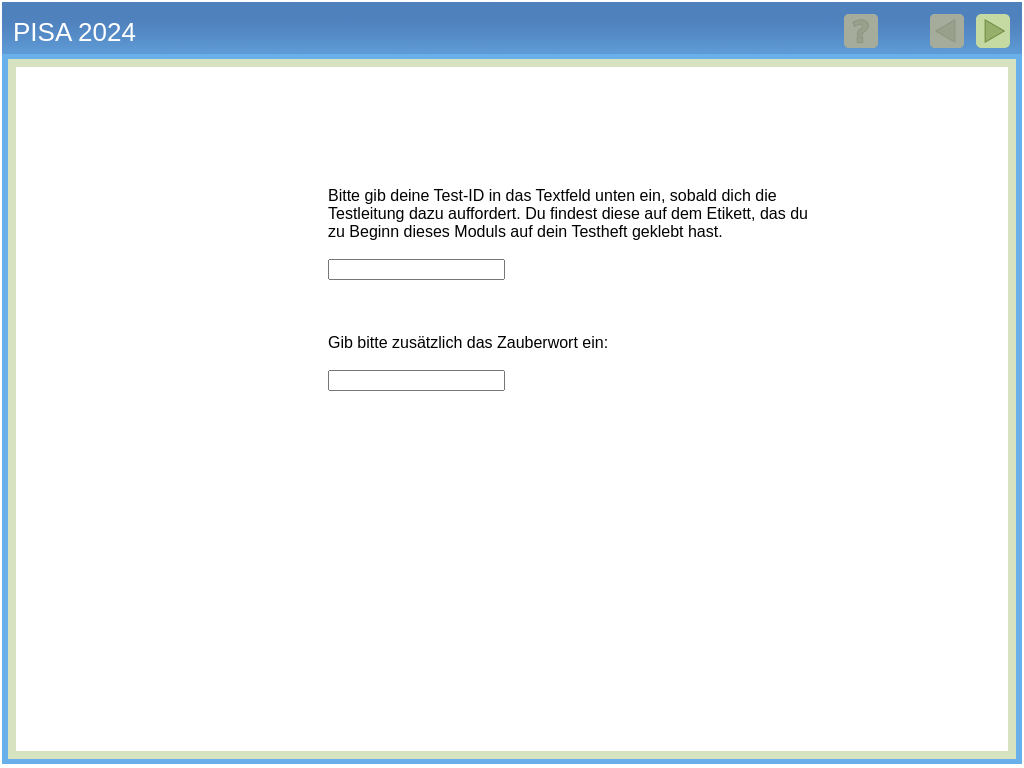 PISA 2024
?
Bitte gib deine Test-ID in das Textfeld unten ein, sobald dich die
Testleitung dazu auffordert. Du findest diese auf dem Etikett, das du
zu Beginn dieses Moduls auf dein Testheft geklebt hast.
Gib bitte zusätzlich das Zauberwort ein: